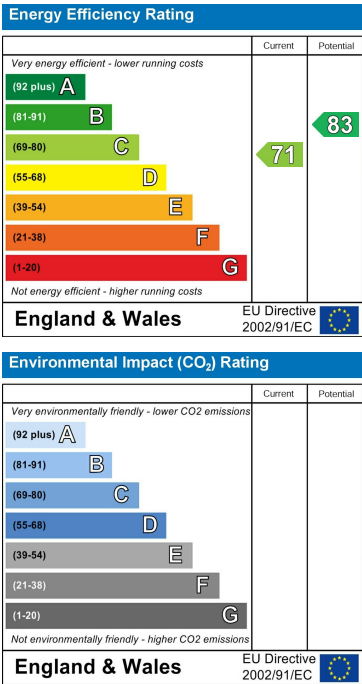 Energy Efficiency Rating
Current Potential
Very energy efficient - lower running costs
(92 plus) A
(81-91) B
(69-80) C
(55-68) D
(39-54) E
(21-38) F
(1-20) G
71
83
Not energy efficient - higher running costs
England & Wales
EU Directive
2002/91/EC
Environmental Impact (CO₂) Rating
Current Potential
Very environmentally friendly - lower CO2 emissions
(92 plus) A
(81-91) B
(69-80) C
(55-68) D
(39-54) E
(21-38) F
(1-20) G
Not environmentally friendly - higher CO2 emissions
England & Wales
EU Directive
2002/91/EC